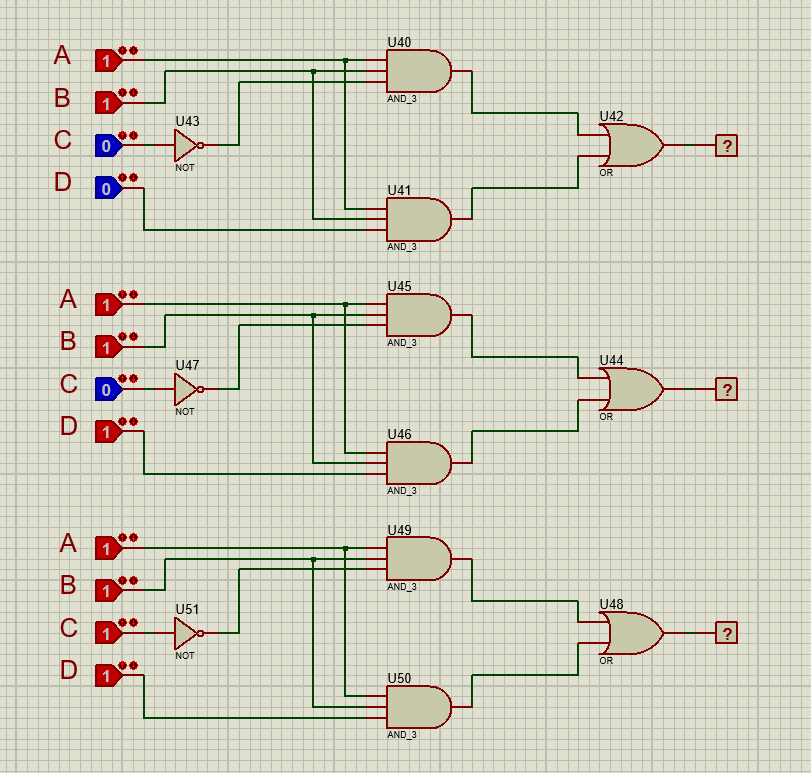 U40
A 1
AND_3
B 1
U43
U42
C 0
?
NOT
OR
D 0
U41
AND_3
U45
A 1
B 1
AND_3
U47
U44
C 0
?
NOT
OR
D 1
U46
AND_3
U49
A 1
B 1
AND_3
U51
U48
C 1
?
NOT
OR
D 1
U50
AND_3